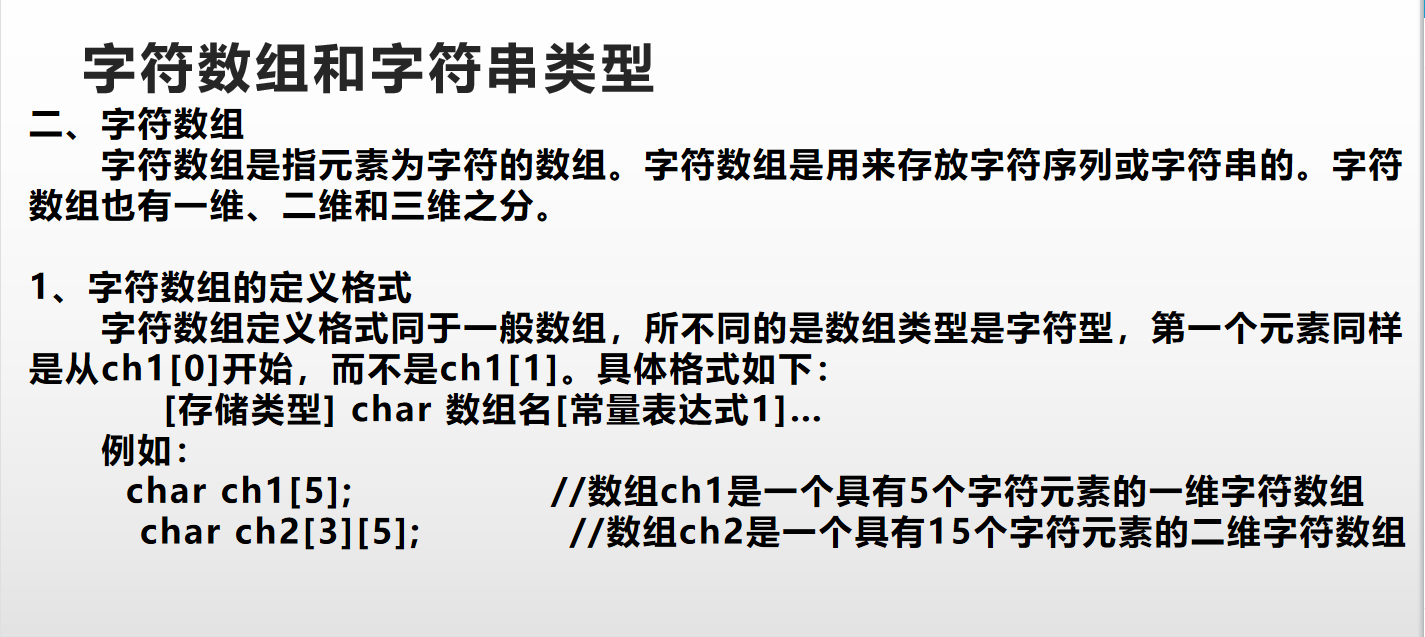 字符数组和字符串类型
二、字符数组
字符数组是指元素为字符的数组。字符数组是用来存放字符序列或字符串的。字符
数组也有一维、二维和三维之分。
1、字符数组的定义格式
字符数组定义格式同于一般数组，所不同的是数组类型是字符型，第一个元素同样
是从ch1[0]开始，而不是ch1[1]。具体格式如下：
[存储类型] char 数组名[常量表达式1]…
例如：
char ch1[5]; //数组ch1是一个具有5个字符元素的一维字符数组
char ch2[3][5]; //数组ch2是一个具有15个字符元素的二维字符数组